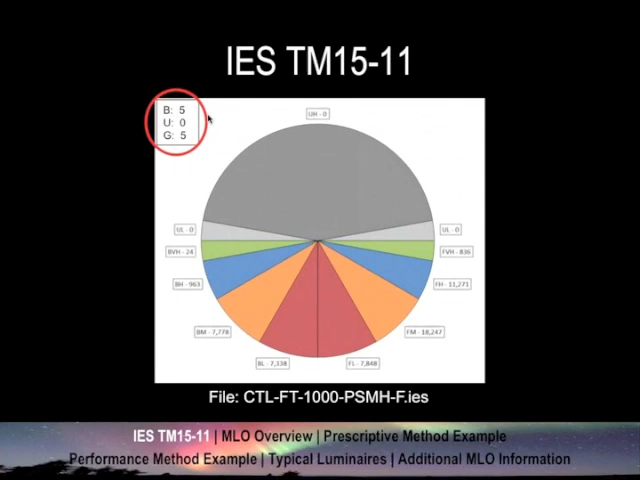 IES TM15-11
B: 5
U: 0
G: 5
UH - 0
UL - 0
UL - 0
BVH - 24
FVH - 836
BH - 963
FH - 11,271
BM - 7,778
FM - 18,247
BL - 7,338
FL - 7,848
File: CTL-FT-1000-PSMH-F.ies
IES TM15-11 | MLO Overview | Prescriptive Method Example
Performance Method Example | Typical Luminaires | Additional MLO Information